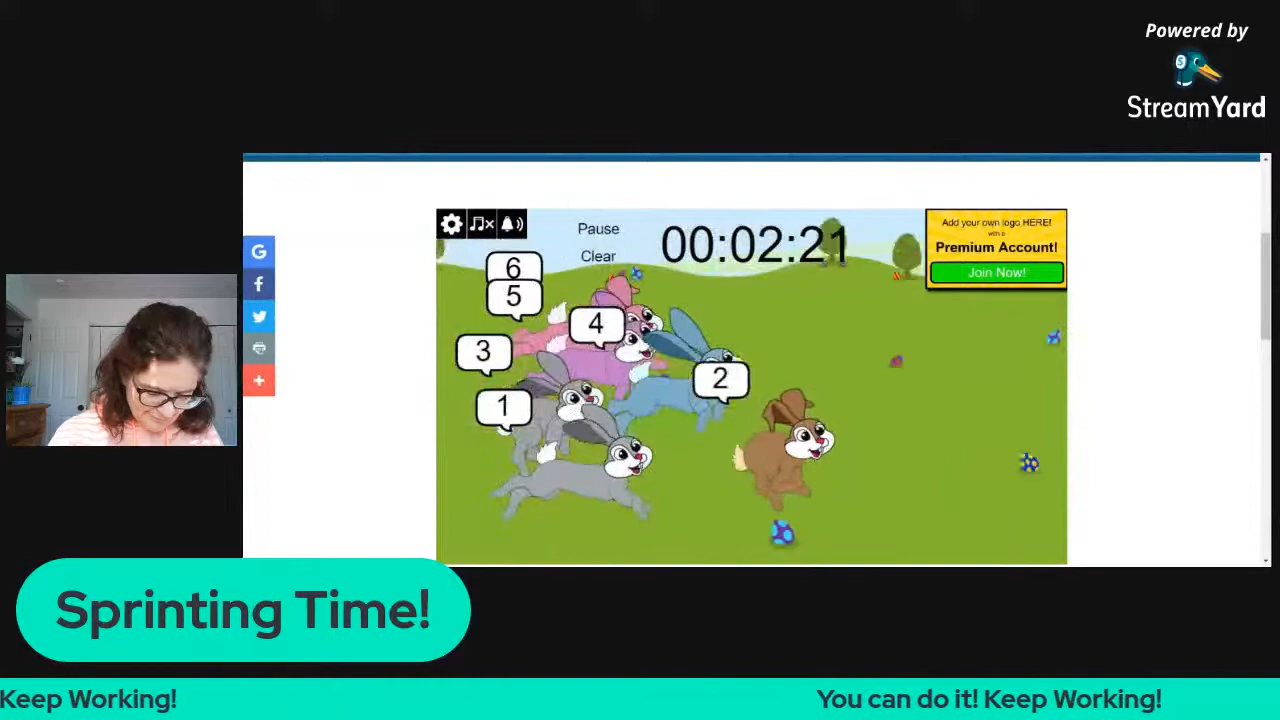 Powered by
StreamYard
Pause
Clear
00:02:21
Add your own logo HERE!
with a
Premium Account!
Join Now!
6
5
4
3
2
1
Sprinting Time!
Keep Working!
You can do it! Keep Working!